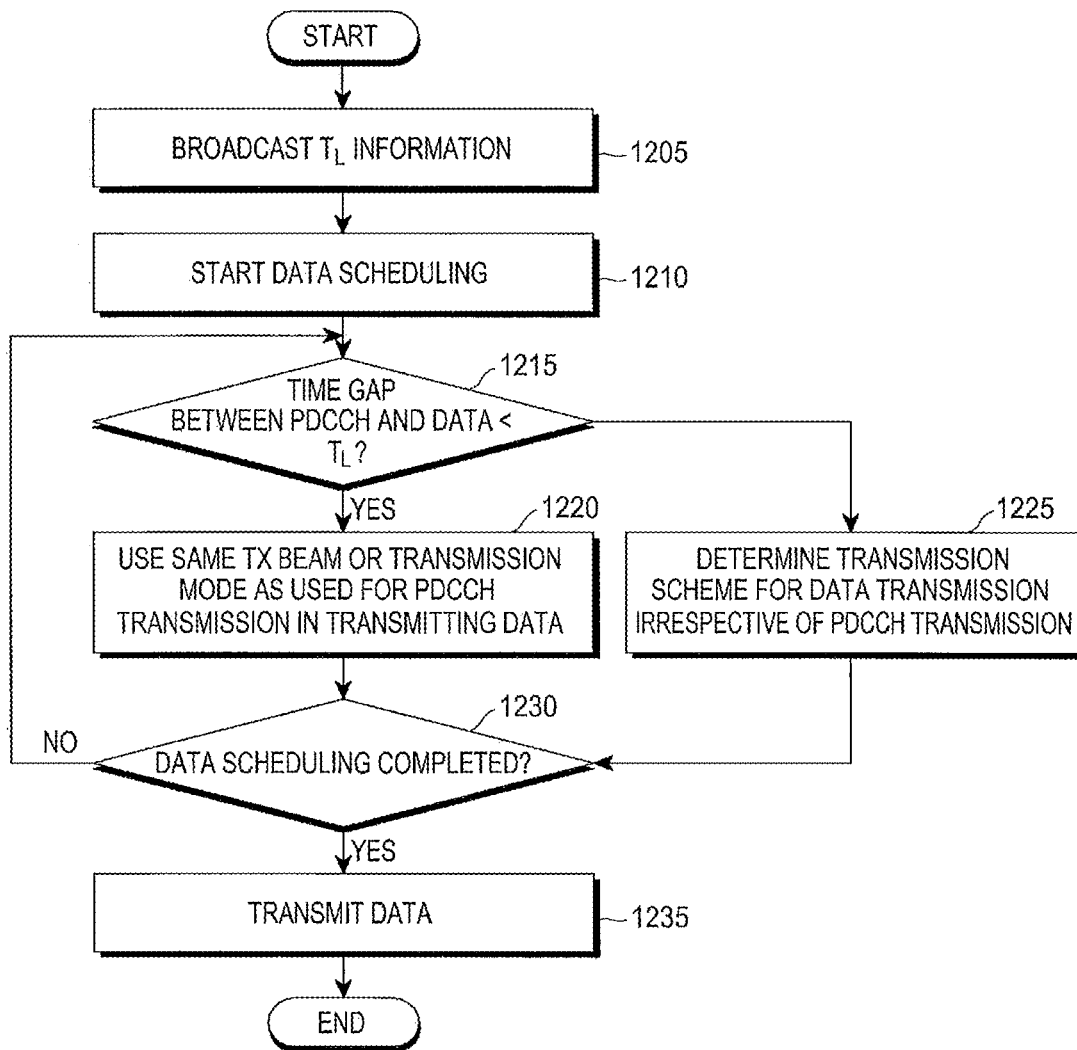 START
BROADCAST TL INFORMATION
1205
START DATA SCHEDULING
1210
1215
TIME GAP
BETWEEN PDCCH AND DATA <
TL?
YES
1220
USE SAME TX BEAM OR TRANSMISSION
MODE AS USED FOR PDCCH
TRANSMISSION IN TRANSMITTING DATA
1225
DETERMINE TRANSMISSION
SCHEME FOR DATA TRANSMISSION
IRRESPECTIVE OF PDCCH TRANSMISSION
1230
NO
DATA SCHEDULING COMPLETED?
YES
TRANSMIT DATA
1235
END